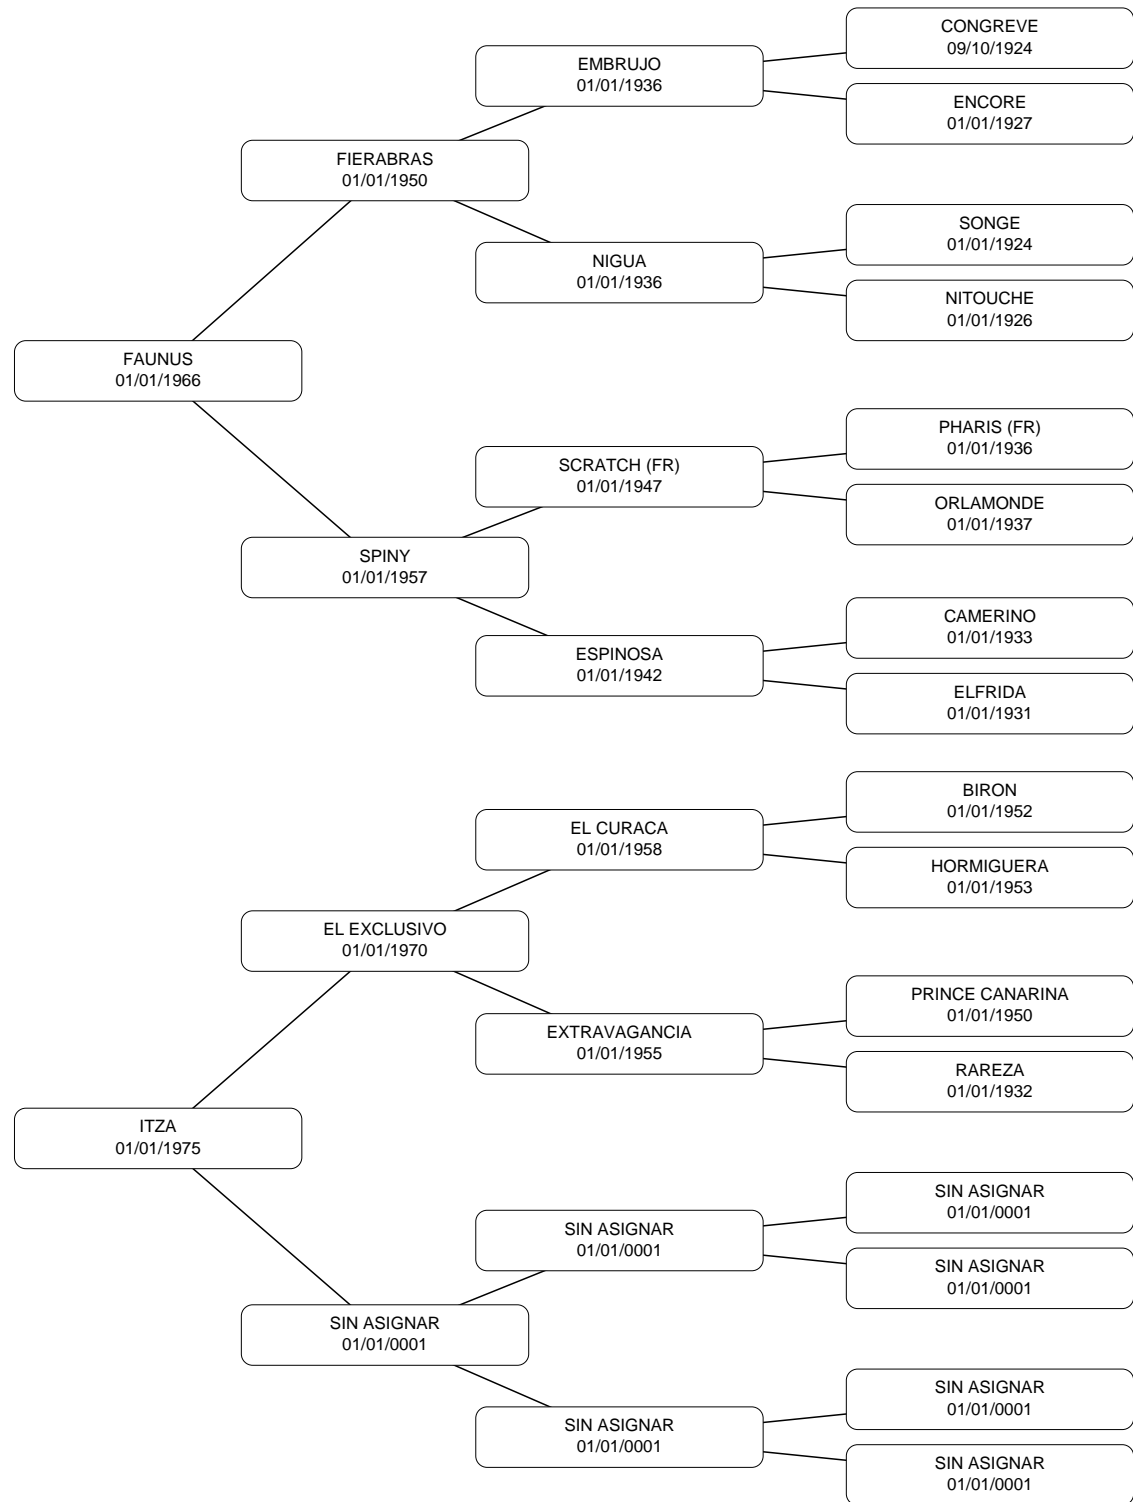 CONGREVE
09/10/1924
EMBRUJO
01/01/1936
ENCORE
01/01/1927
FIERABRAS
01/01/1950
SONGE
01/01/1924
NIGUA
01/01/1936
NITOUCHE
01/01/1926
FAUNUS
01/01/1966
PHARIS (FR)
01/01/1936
SCRATCH (FR)
01/01/1947
ORLAMONDE
01/01/1937
SPINY
01/01/1957
CAMERINO
01/01/1933
ESPINOSA
01/01/1942
ELFRIDA
01/01/1931
BIRON
01/01/1952
EL CURACA
01/01/1958
HORMIGUERA
01/01/1953
EL EXCLUSIVO
01/01/1970
PRINCE CANARINA
01/01/1950
EXTRAVAGANCIA
01/01/1955
RAREZA
01/01/1932
ITZA
01/01/1975
SIN ASIGNAR
01/01/0001
SIN ASIGNAR
01/01/0001
SIN ASIGNAR
01/01/0001
SIN ASIGNAR
01/01/0001
SIN ASIGNAR
01/01/0001
SIN ASIGNAR
01/01/0001
SIN ASIGNAR
01/01/0001